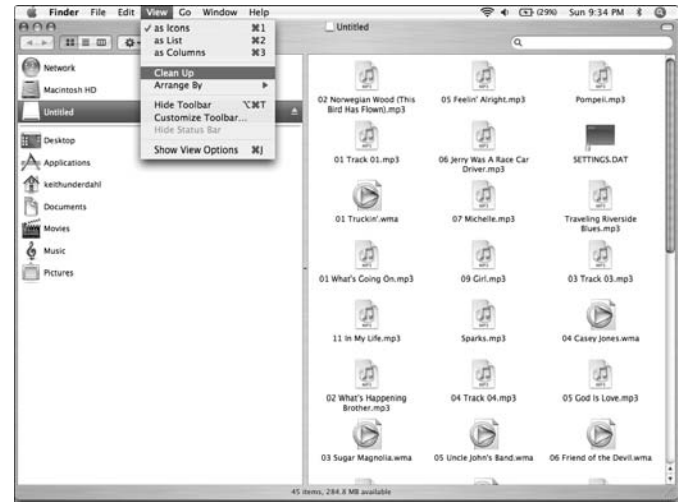 Finder File Edit View Go Window Help
(29%) Sun 9:34 PM
Untitled
✓ as Icons ⌘1
as List ⌘2
as Columns ⌘3
Clean Up
Arrange By
Hide Toolbar ⌥⌘T
Customize Toolbar...
Hide Status Bar
Show View Options ⌘J
Network
Macintosh HD
Untitled
Desktop
Applications
keithunderdahl
Documents
Movies
Music
Pictures
02 Norwegian Wood (This
Bird Has Flown).mp3
05 Feelin' Alright.mp3
Pompeii.mp3
01 Track 01.mp3
06 Jerry Was A Race Car
Driver.mp3
SETTINGS.DAT
01 Truckin'.wma
07 Michelle.mp3
Traveling Riverside
Blues.mp3
01 What's Going On.mp3
09 Girl.mp3
03 Track 03.mp3
11 In My Life.mp3
Sparks.mp3
04 Casey Jones.wma
02 What's Happening
Brother.mp3
04 Track 04.mp3
05 God Is Love.mp3
03 Sugar Magnolia.wma
05 Uncle John's Band.wma
06 Friend of the Devil.wma
45 items, 284.8 MB available